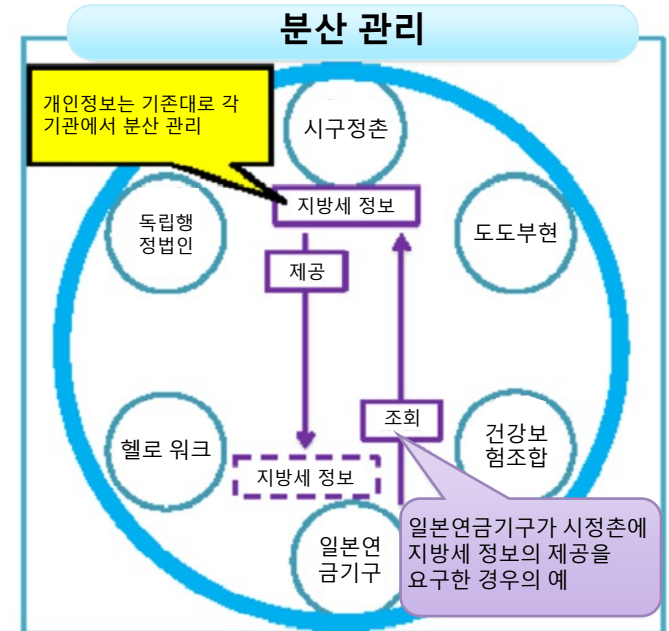 분산 관리
개인정보는 기존대로 각
기관에서 분산 관리
시구정촌
지방세 정보
독립행
정법인
도도부현
제공
조회
헬로 워크
건강보
험조합
지방세 정보
일본연
금기구
일본연금기구가 시정촌에
지방세 정보의 제공을
요구한 경우의 예